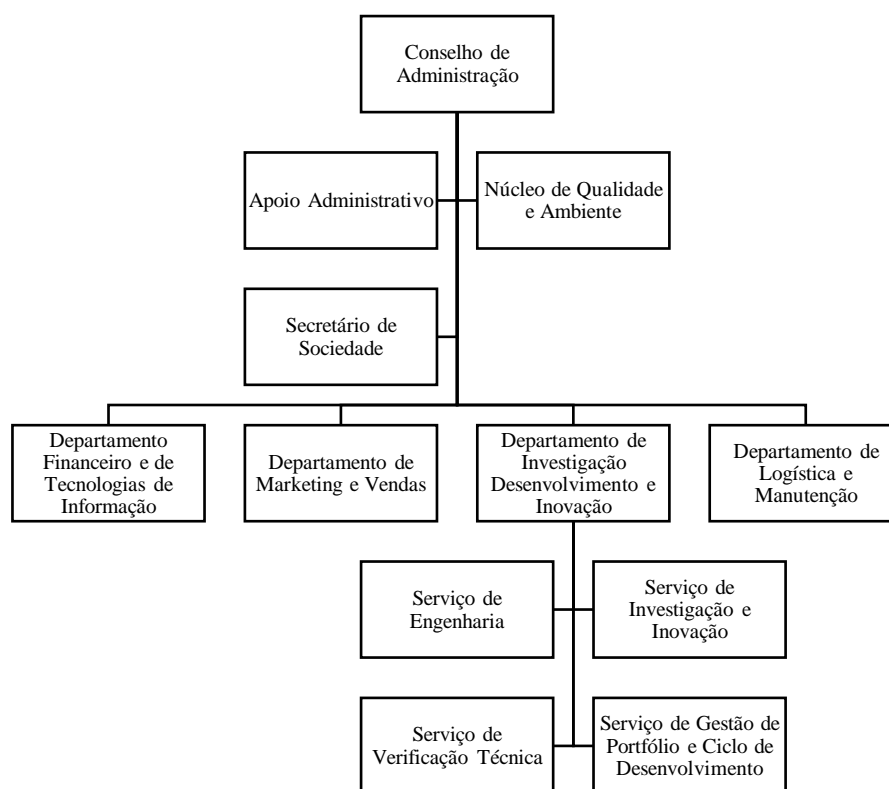 Conselho de
Administração
Apoio Administrativo
Núcleo de Qualidade
e Ambiente
Secretário de
Sociedade
Departamento
Financeiro e de
Tecnologias de
Informação
Departamento de
Marketing e Vendas
Departamento de
Investigação
Desenvolvimento e
Inovação
Departamento de
Logística e
Manutenção
Serviço de
Engenharia
Serviço de
Investigação e
Inovação
Serviço de
Verificação Técnica
Serviço de Gestão de
Portfólio e Ciclo de
Desenvolvimento